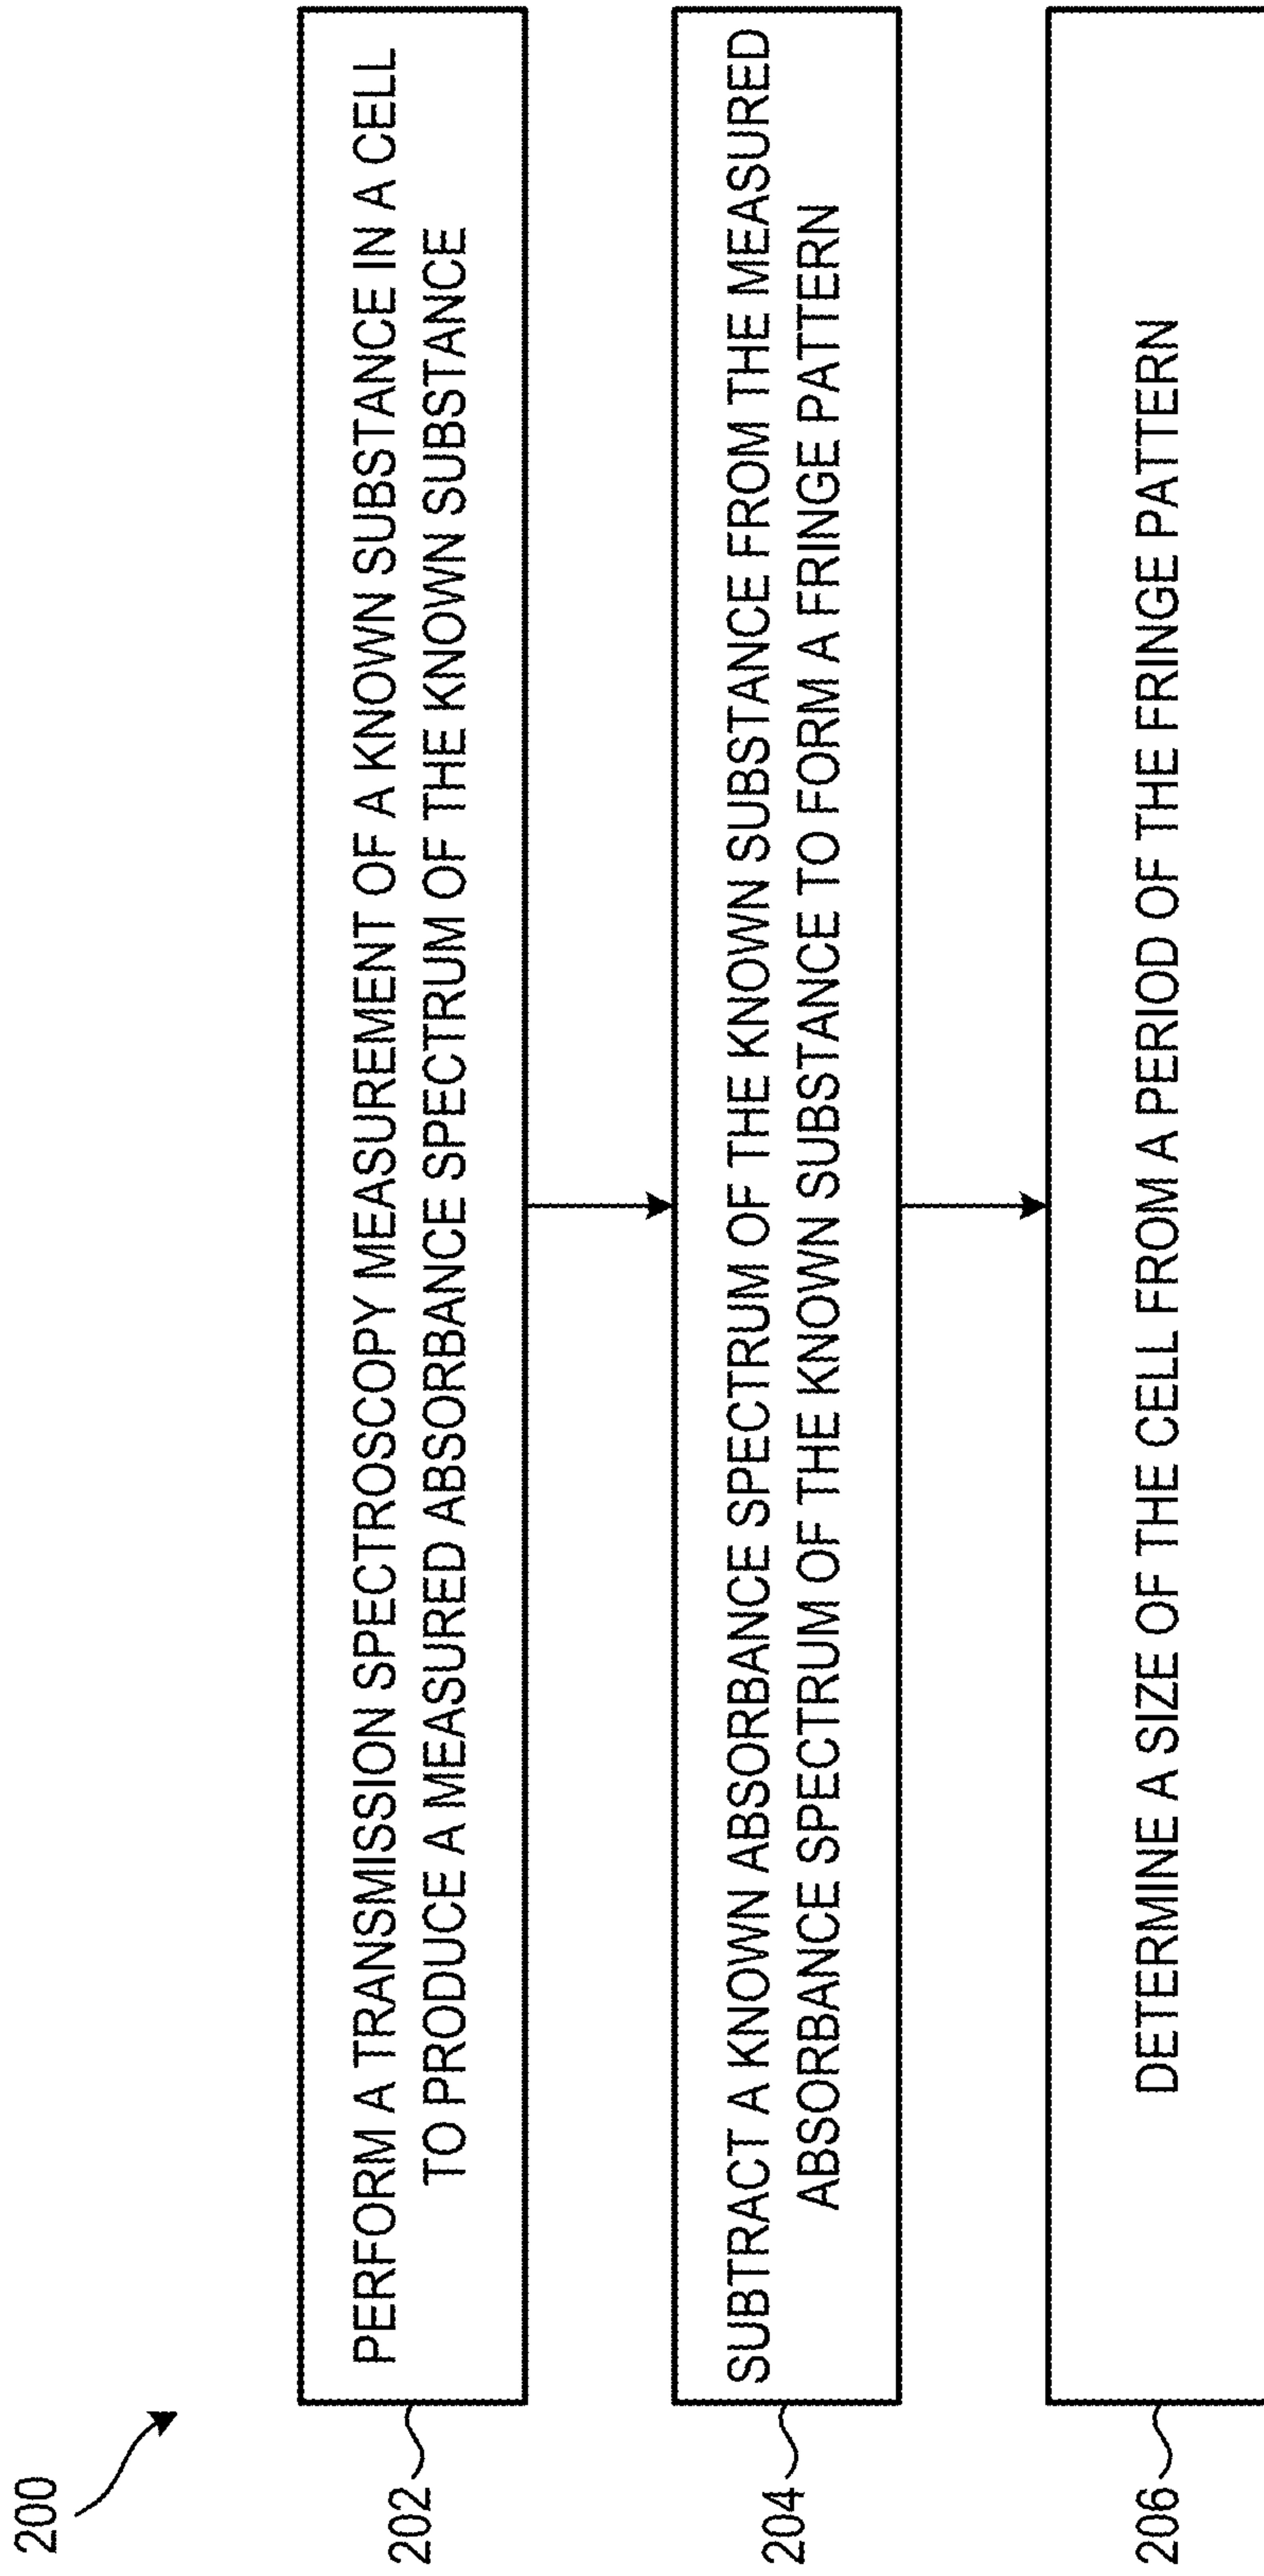 200
202
PERFORM A TRANSMISSION SPECTROSCOPY MEASUREMENT OF A KNOWN SUBSTANCE IN A CELL
TO PRODUCE A MEASURED ABSORBANCE SPECTRUM OF THE KNOWN SUBSTANCE
204
SUBTRACT A KNOWN ABSORBANCE SPECTRUM OF THE KNOWN SUBSTANCE FROM THE MEASURED
ABSORBANCE SPECTRUM OF THE KNOWN SUBSTANCE TO FORM A FRINGE PATTERN
206
DETERMINE A SIZE OF THE CELL FROM A PERIOD OF THE FRINGE PATTERN